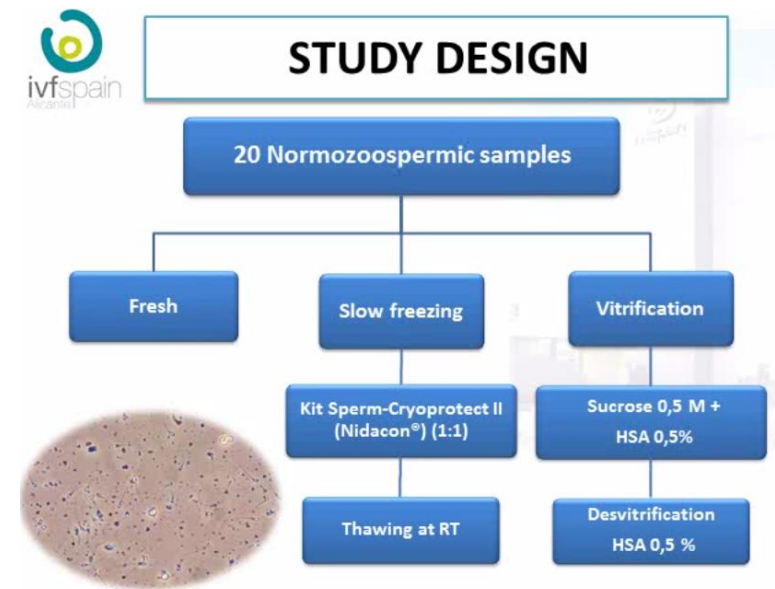 ivfspain
Alicante
STUDY DESIGN
20 Normozoospermic samples
Fresh
Slow freezing
Vitrification
Kit Sperm-Cryoprotect II
(Nidacon®) (1:1)
Sucrose 0,5 M +
HSA 0,5%
Thawing at RT
Desvitrification
HSA 0,5 %